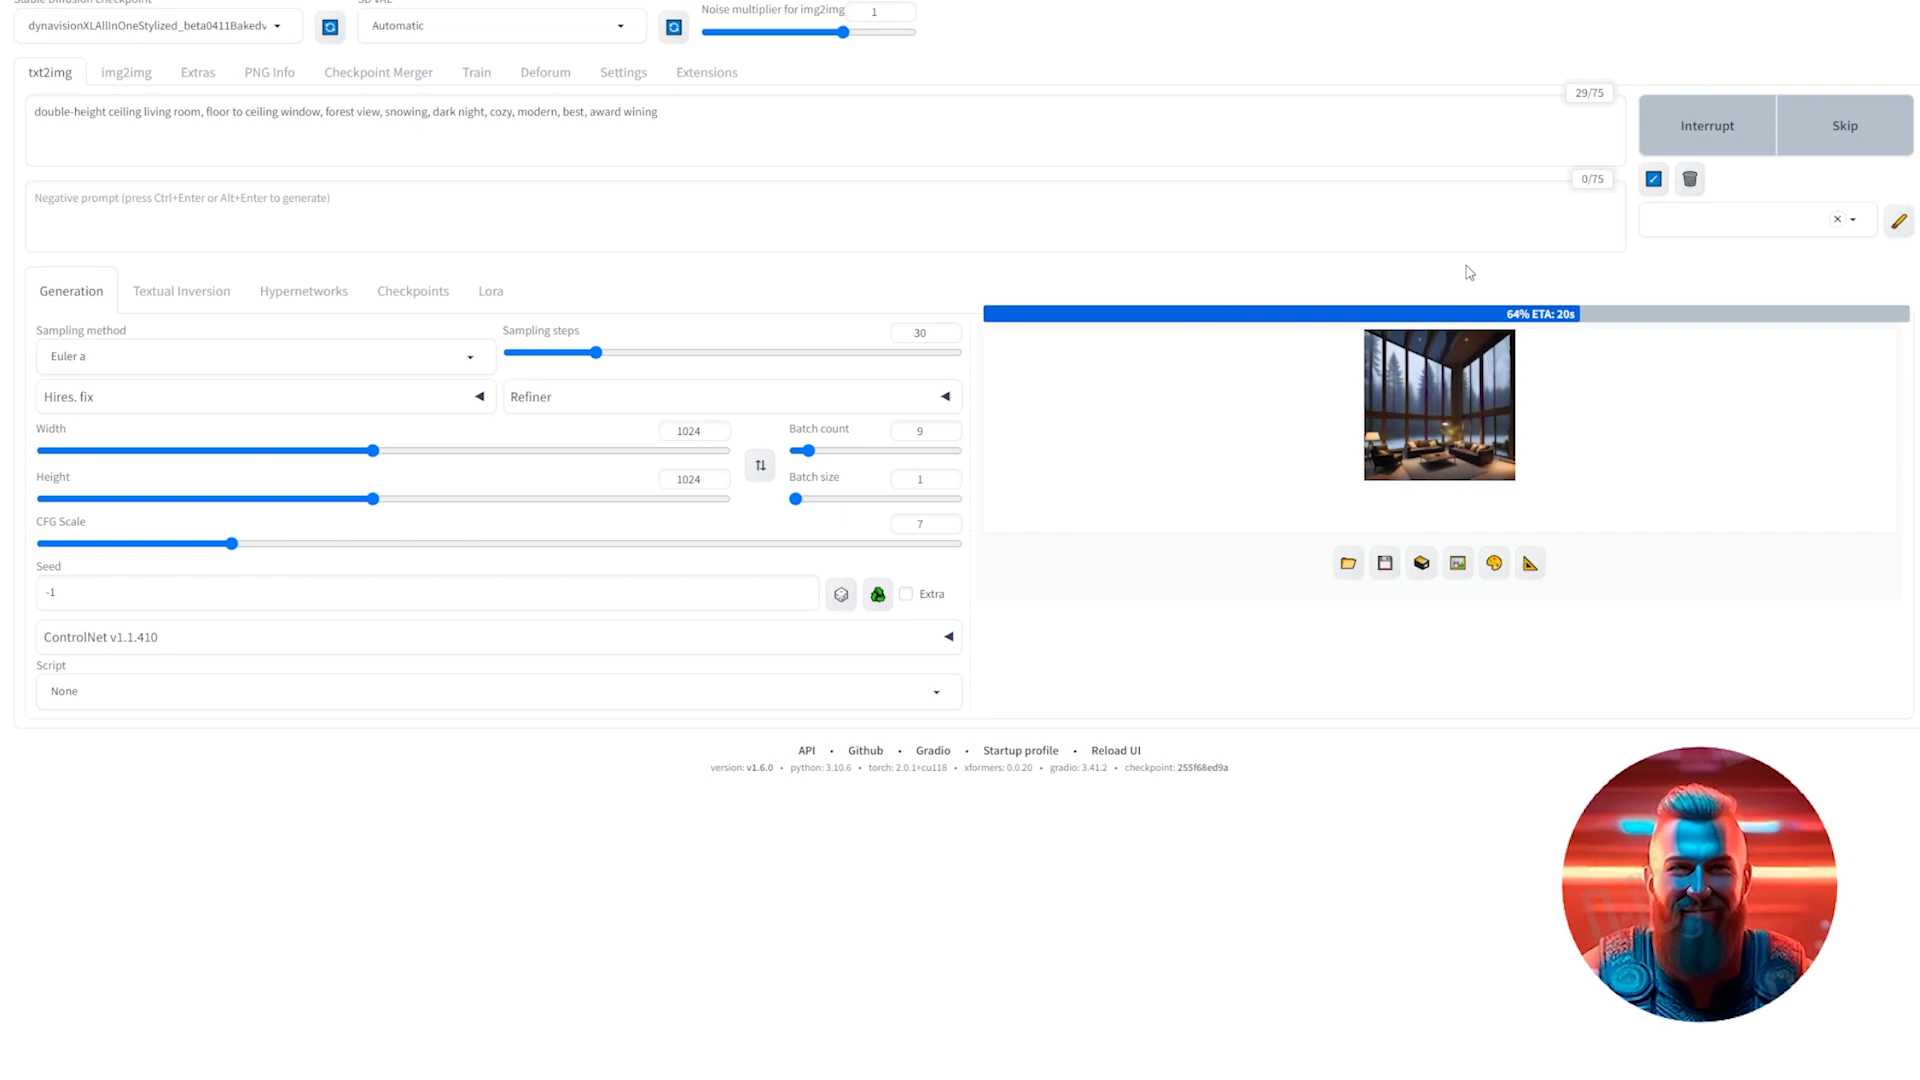 Stable Diffusion checkpoint
SD VAE
Noise multiplier for img2img
1
dynavisionXLAllInOneStylized_beta0411Bakedv
Automatic
txt2img
img2img
Extras
PNG Info
Checkpoint Merger
Train
Deforum
Settings
Extensions
29/75
double-height ceiling living room, floor to ceiling window, forest view, snowing, dark night, cozy, modern, best, award wining
Interrupt
Skip
0/75
Negative prompt (press Ctrl+Enter or Alt+Enter to generate)
Generation
Textual Inversion
Hypernetworks
Checkpoints
Lora
64% ETA: 20s
Sampling method
Euler a
Sampling steps
30
Hires. fix
Refiner
Width
1024
Batch count
9
Height
1024
Batch size
1
CFG Scale
7
Seed
-1
Extra
ControlNet v1.1.410
Script
None
API • Github • Gradio • Startup profile • Reload UI
version: v1.6.0 • python: 3.10.6 • torch: 2.0.1+cu118 • xformers: 0.0.20 • gradio: 3.41.2 • checkpoint: 255f68ed9a